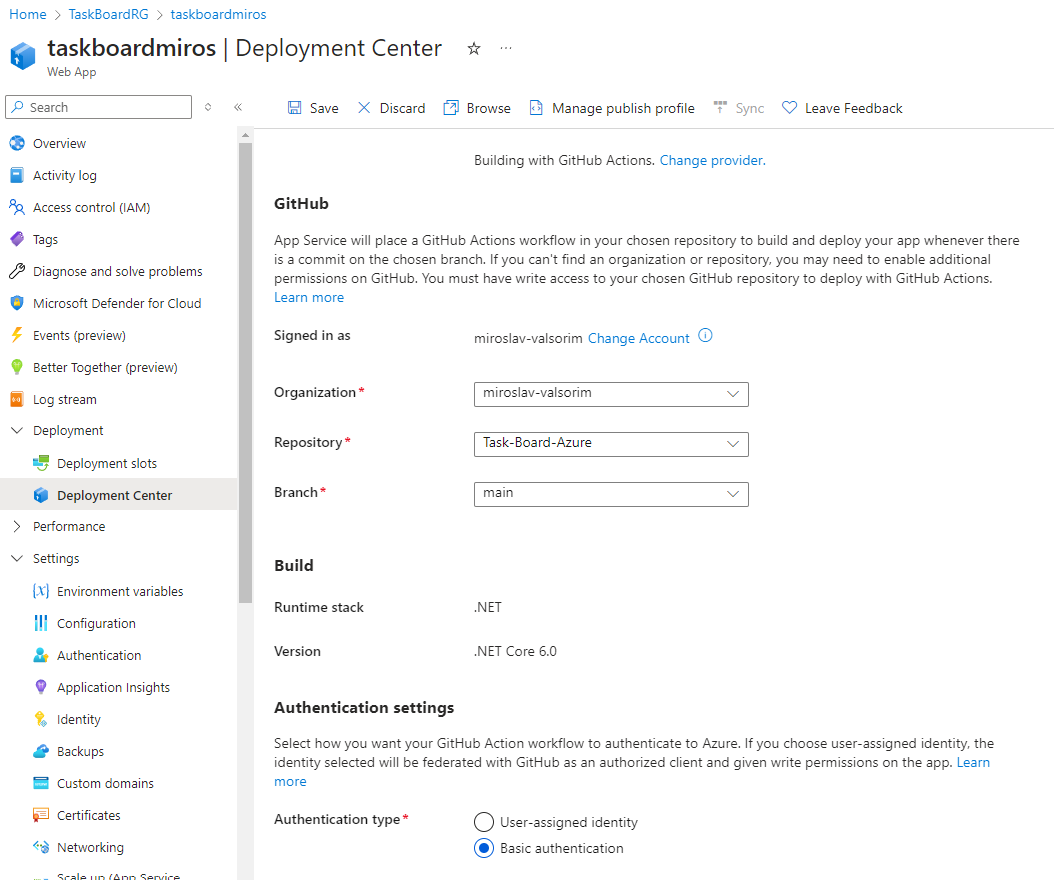 Home > TaskBoardRG > taskboardmiros
taskboardmiros | Deployment Center
Web App
Search
Save
Discard
Browse
Manage publish profile
Sync
Leave Feedback
Overview
Activity log
Access control (IAM)
Tags
Diagnose and solve problems
Microsoft Defender for Cloud
Events (preview)
Better Together (preview)
Log stream
Deployment
Deployment slots
Deployment Center
Performance
Settings
Environment variables
Configuration
Authentication
Application Insights
Identity
Backups
Custom domains
Certificates
Networking
Scale up (App Service
Building with GitHub Actions. Change provider.
GitHub
App Service will place a GitHub Actions workflow in your chosen repository to build and deploy your app whenever there
is a commit on the chosen branch. If you can't find an organization or repository, you may need to enable additional
permissions on GitHub. You must have write access to your chosen GitHub repository to deploy with GitHub Actions.
Learn more
Signed in as
miroslav-valsorim Change Account
Organization*
miroslav-valsorim
Repository*
Task-Board-Azure
Branch*
main
Build
Runtime stack
.NET
Version
.NET Core 6.0
Authentication settings
Select how you want your GitHub Action workflow to authenticate to Azure. If you choose user-assigned identity, the
identity selected will be federated with GitHub as an authorized client and given write permissions on the app. Learn
more
Authentication type*
User-assigned identity
Basic authentication